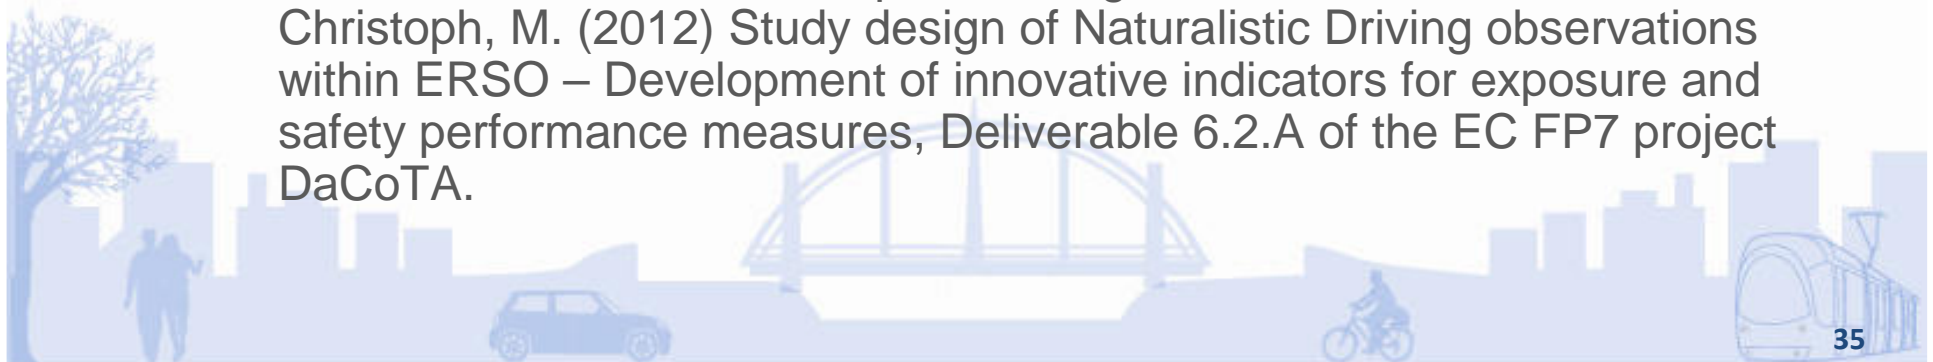 Christoph, M. (2012) Study design of Naturalistic Driving observations
within ERSO – Development of innovative indicators for exposure and
safety performance measures, Deliverable 6.2.A of the EC FP7 project
DaCoTA.
35